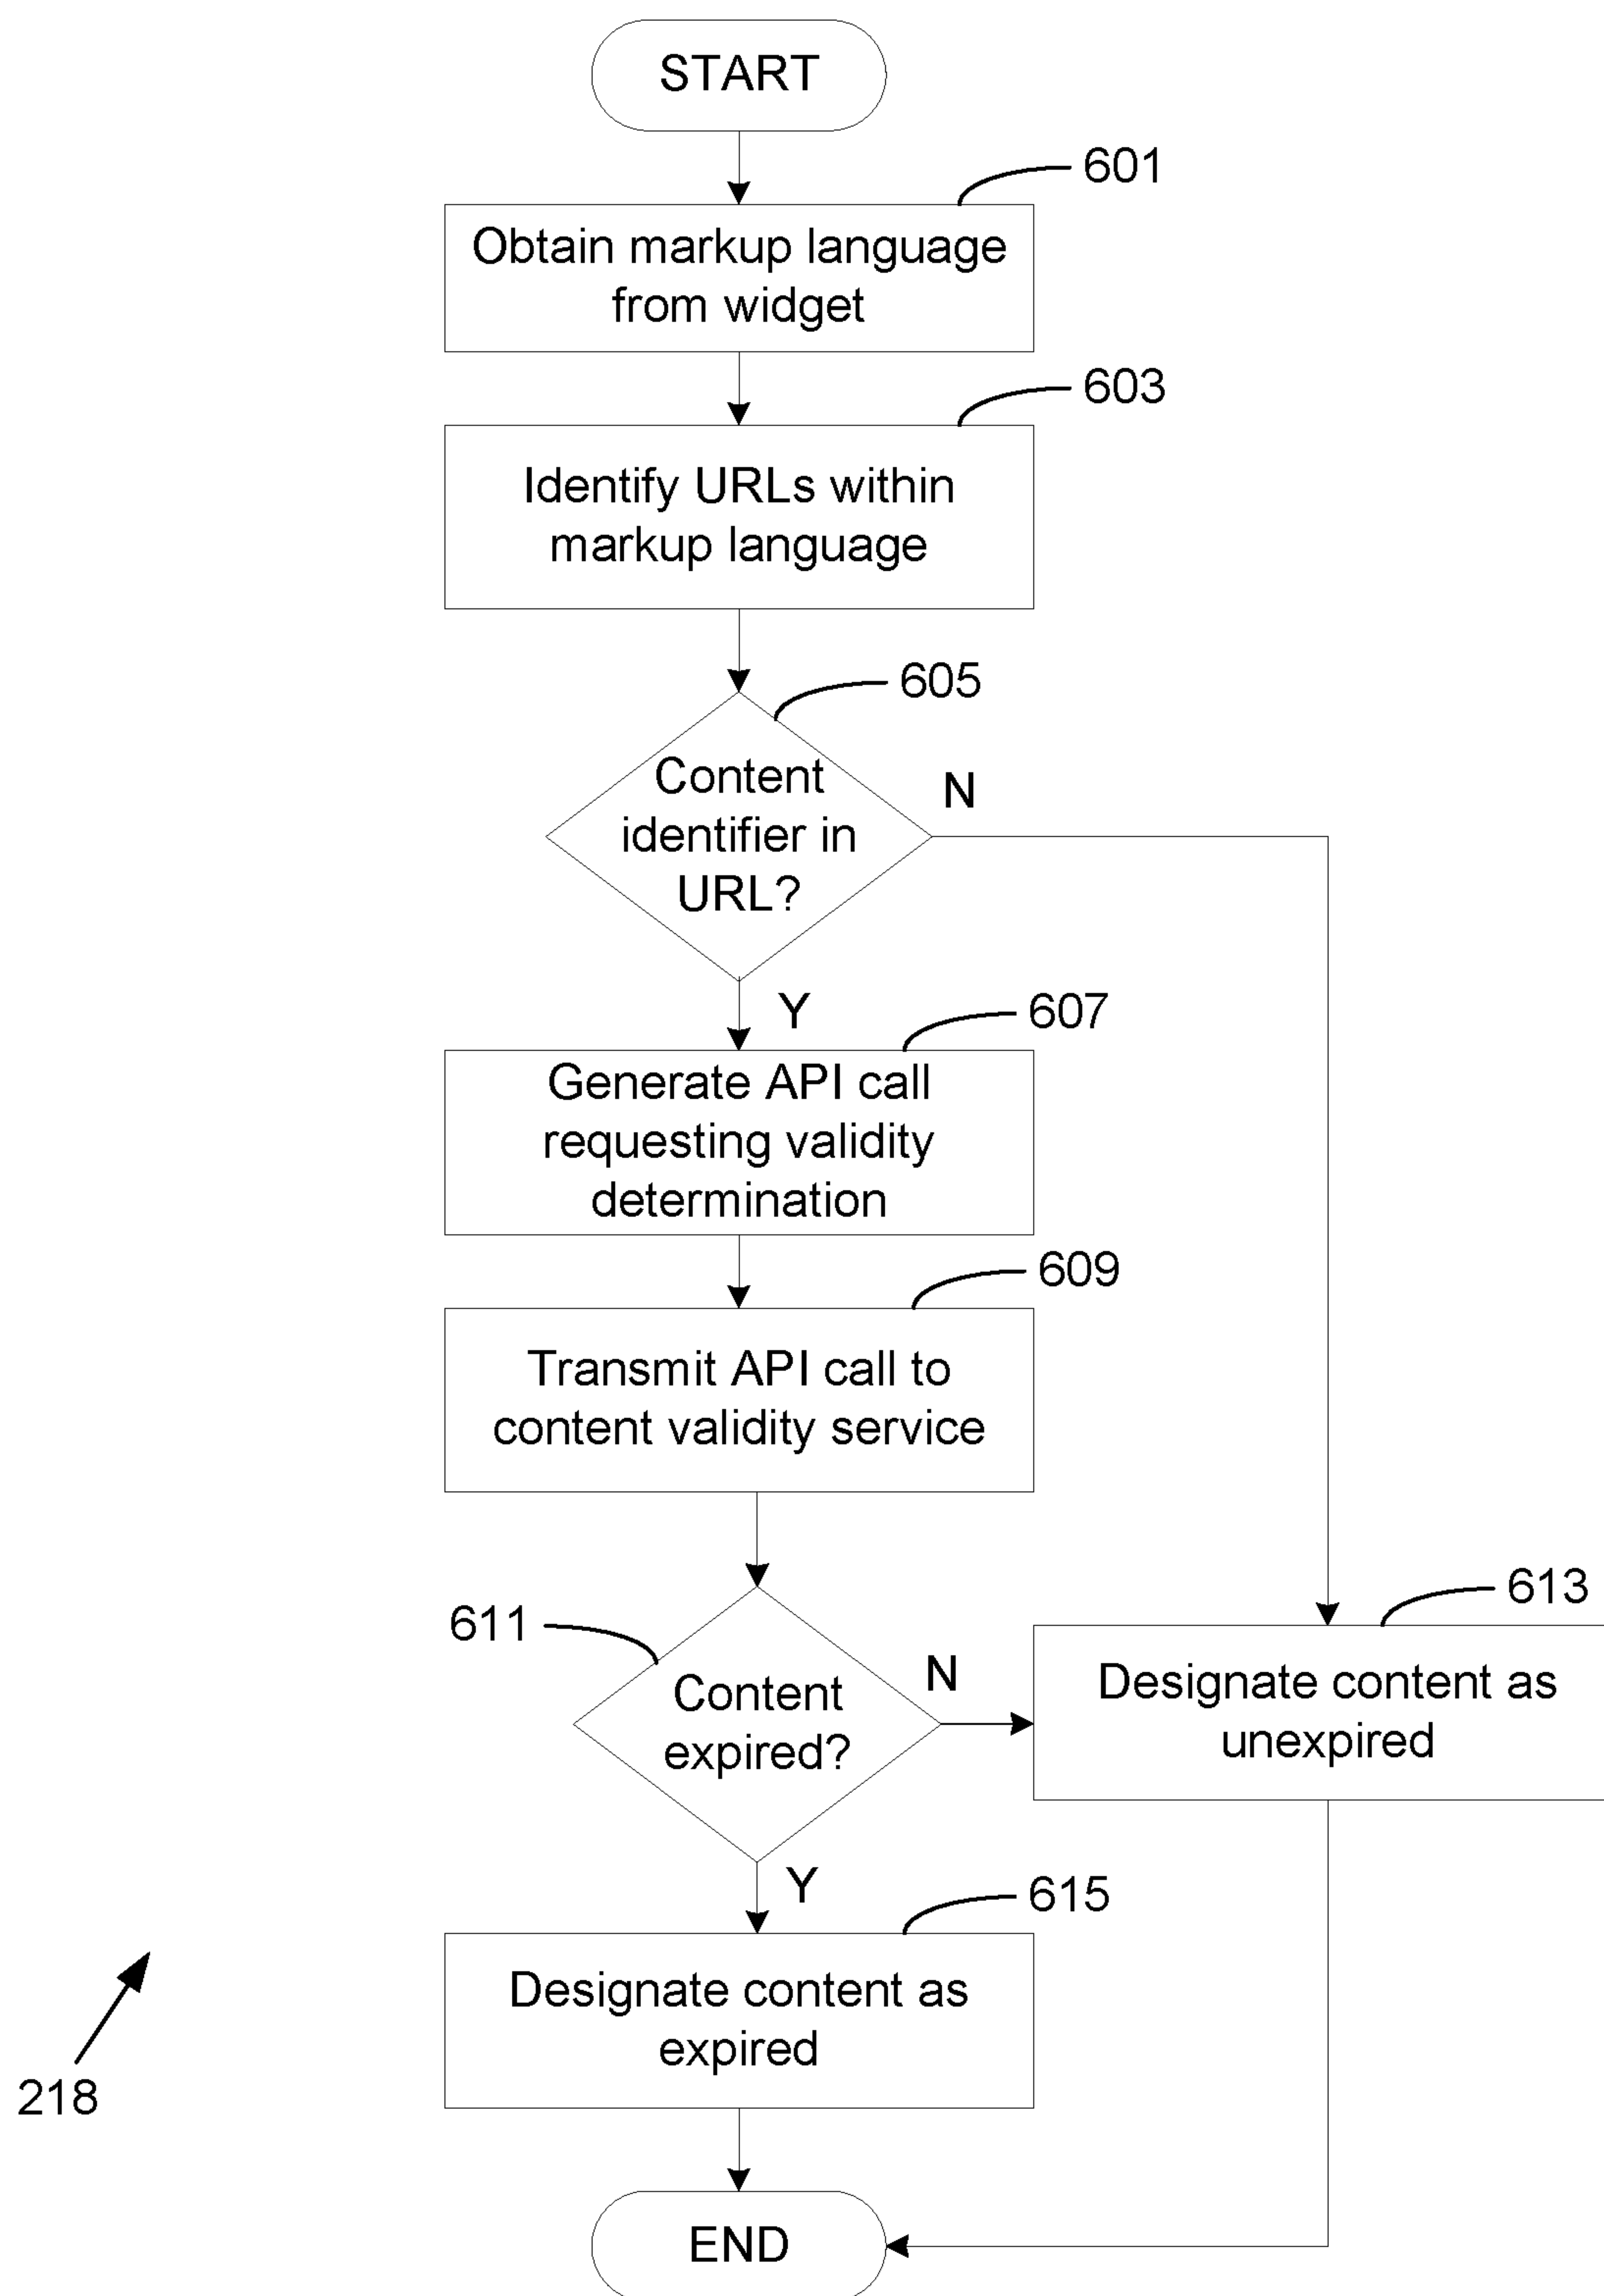 START
601
Obtain markup language
from widget
603
Identify URLs within
markup language
605
Content
identifier in
URL?
N
Y
607
Generate API call
requesting validity
determination
609
Transmit API call to
content validity service
611
Content
expired?
N
613
Designate content as
unexpired
Y
615
Designate content as
expired
218
END